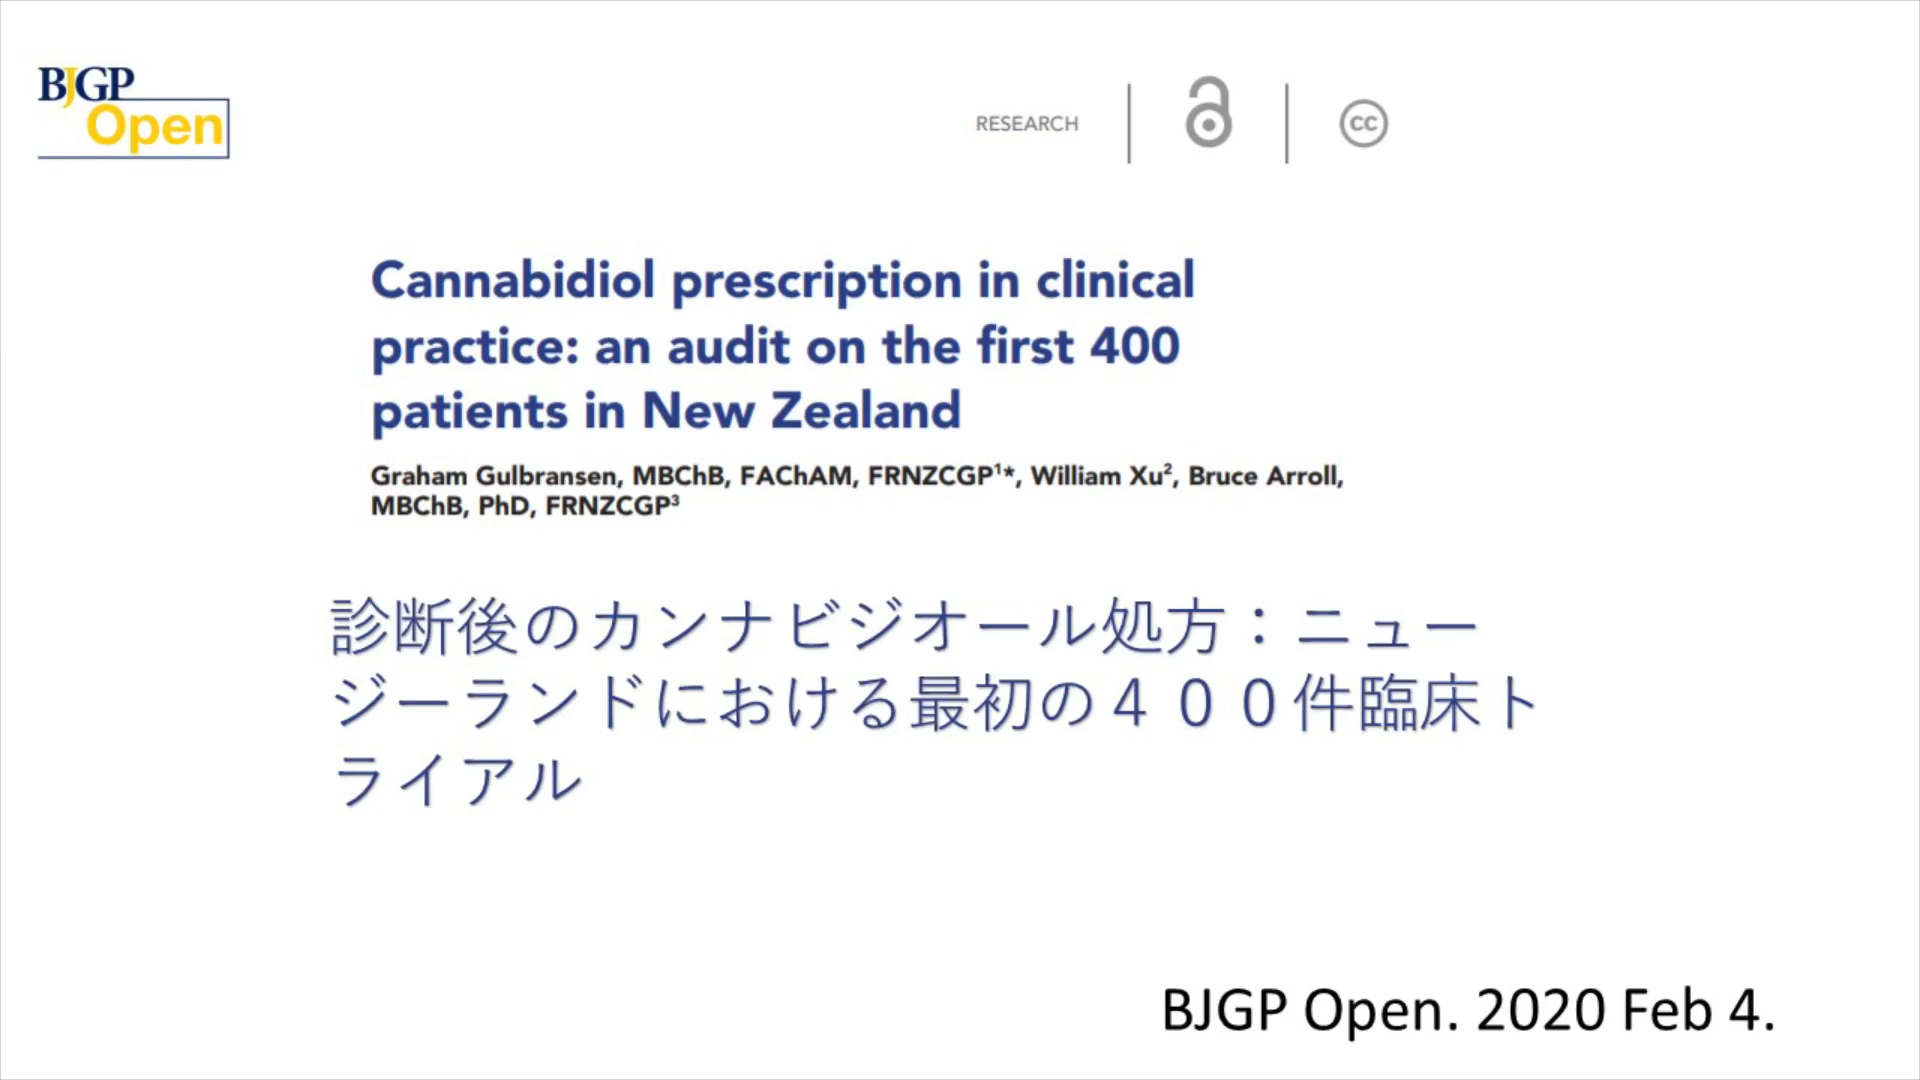 BJGP
Open
RESEARCH
cc
Cannabidiol prescription in clinical
practice: an audit on the first 400
patients in New Zealand
Graham Gulbransen, MBChB, FAChAM, FRNZCGP¹*, William Xu², Bruce Arroll,
MBChB, PhD, FRNZCGP³
診断後のカンナビジオール処方：ニュー
ジーランドにおける最初の４００件臨床ト
ライアル
BJGP Open. 2020 Feb 4.